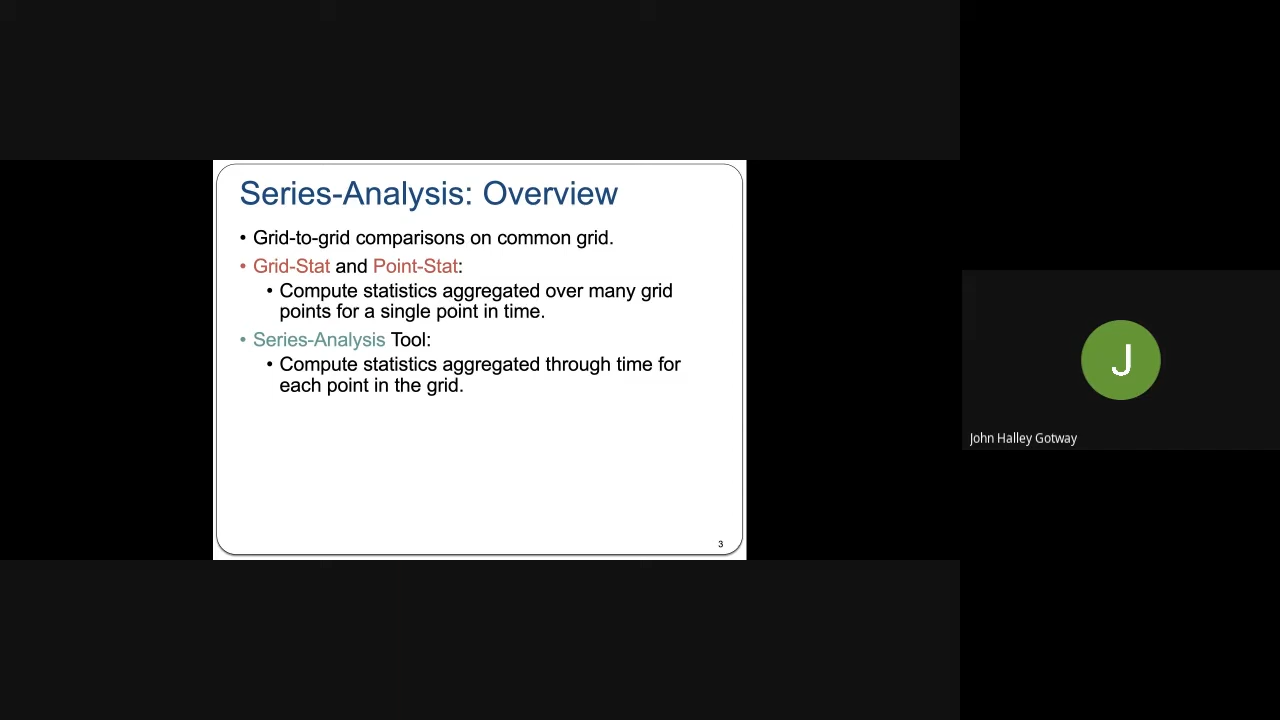 Series-Analysis: Overview
• Grid-to-grid comparisons on common grid.
• Grid-Stat and Point-Stat:
• Compute statistics aggregated over many grid
points for a single point in time.
• Series-Analysis Tool:
• Compute statistics aggregated through time for
each point in the grid.
3
J
John Halley Gotway